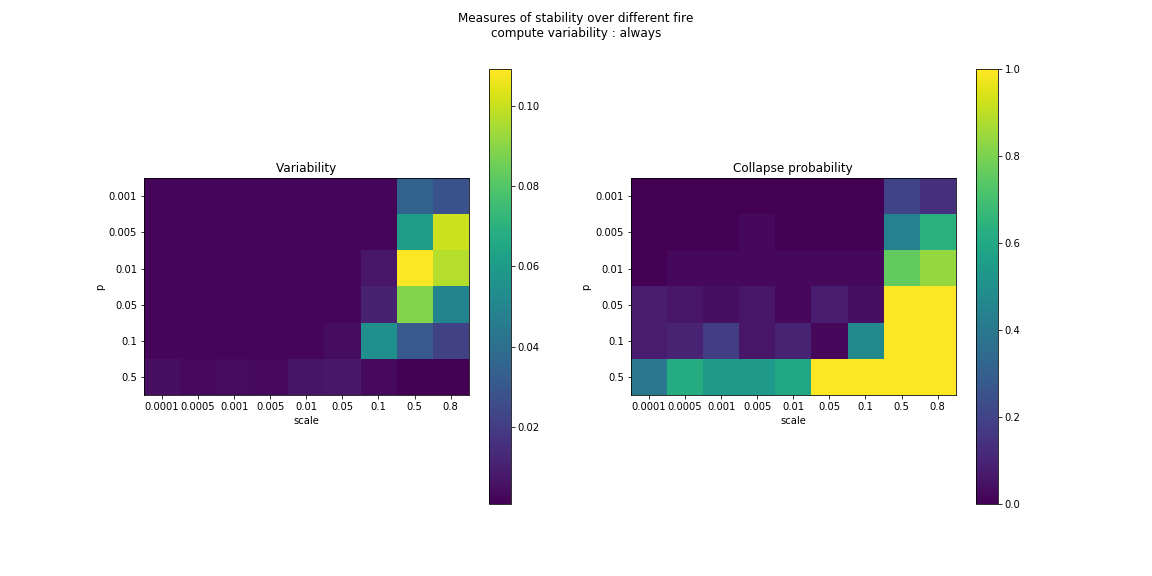 Measures of stability over different fire
compute variability : always
Variability
p
0.001
0.005
0.01
0.05
0.1
0.5
0.0001 0.0005 0.001 0.005 0.01 0.05 0.1 0.5 0.8
scale
0.10
0.08
0.06
0.04
0.02
Collapse probability
p
0.001
0.005
0.01
0.05
0.1
0.5
0.0001 0.0005 0.001 0.005 0.01 0.05 0.1 0.5 0.8
scale
1.0
0.8
0.6
0.4
0.2
0.0